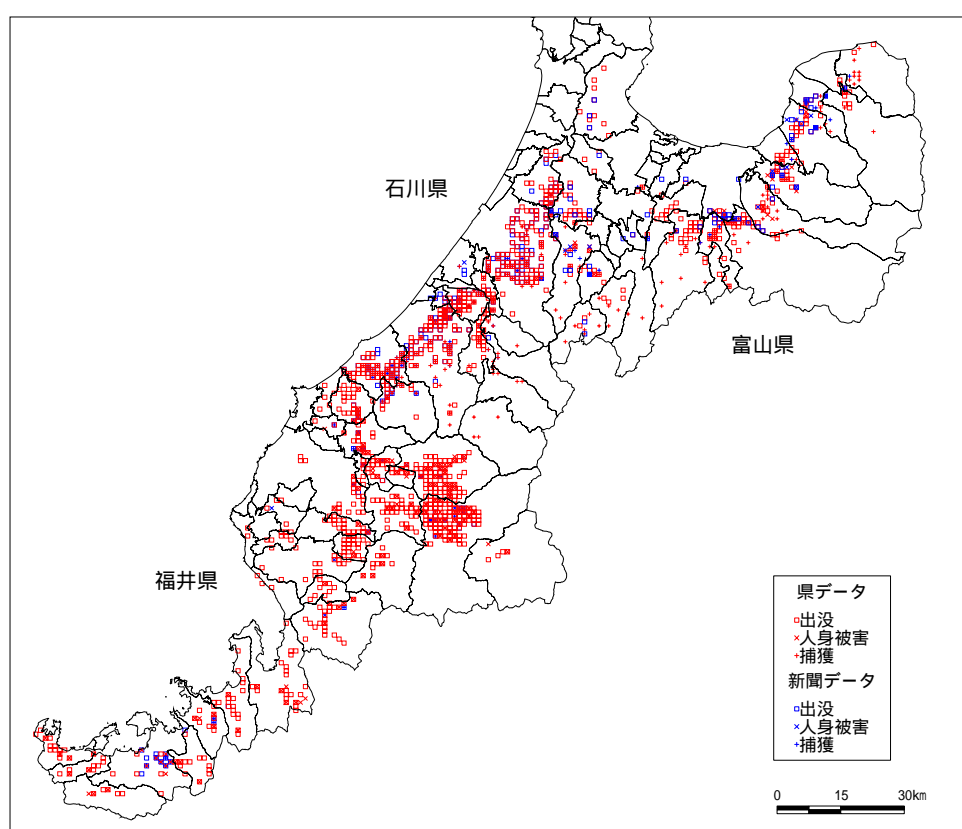 石川県
富山県
福井県
県データ
出没
人身被害
捕獲
新聞データ
出没
人身被害
捕獲
0 15 30km